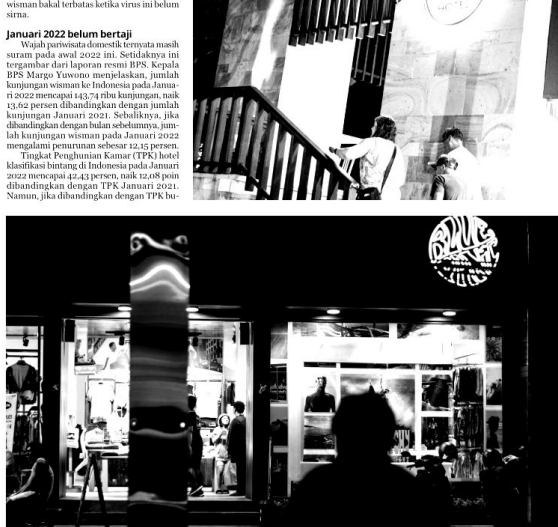 wisman bakal terbatas ketika virus ini belum
sirna.
Januari 2022 belum bertaji
Wajah pariwisata domestik ternyata masih
suram pada awal 2022 ini. Setidaknya ini
tergambar dari laporan resmi BPS. Kepala
BPS Margo Yuwono menjelaskan, jumlah
kunjungan wisman ke Indonesia pada Janua-
ri 2022 mencapai 143,74 ribu kunjungan, naik
13,62 persen dibandingkan dengan jumlah
kunjungan Januari 2021. Sebaliknya, jika
dibandingkan dengan bulan sebelumnya, jum-
lah kunjungan wisman pada Januari 2022
mengalami penurunan sebesar 12,15 persen.
Tingkat Penghunian Kamar (TPK) hotel
klasifikasi bintang di Indonesia pada Januari
2022 mencapai 42,43 persen, naik 12,08 poin
dibandingkan dengan TPK Januari 2021.
Namun, jika dibandingkan dengan TPK bu-
HOTEL